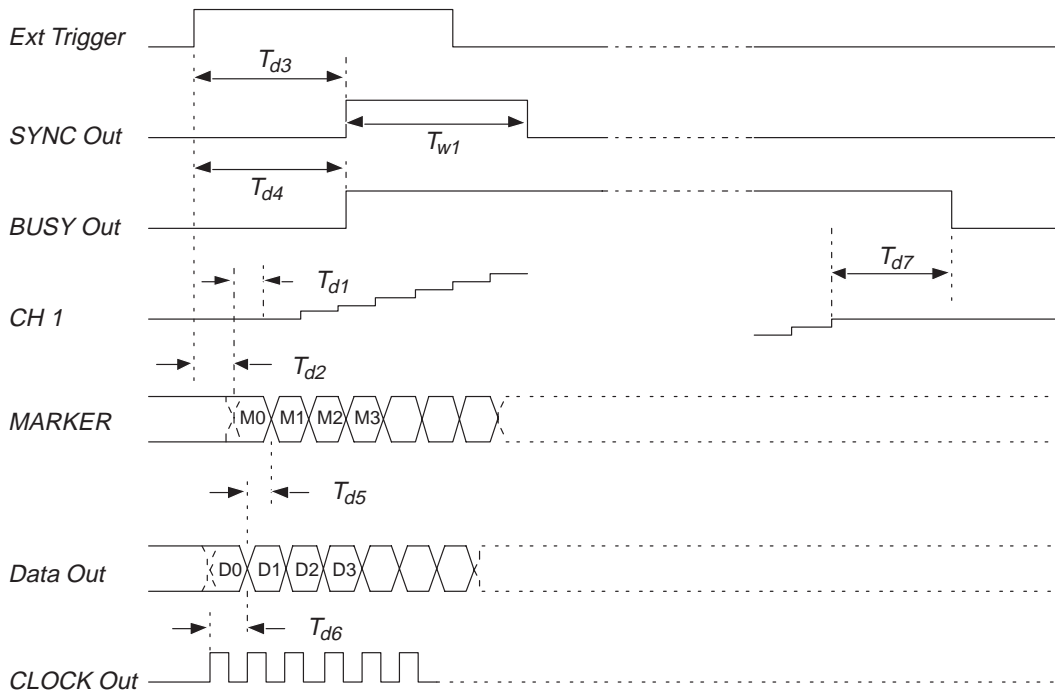 Ext Trigger
Td3
SYNC Out
Tw1
Td4
BUSY Out
Td1
Td7
CH 1
Td2
MARKER
M0 M1 M2 M3
Td5
Data Out
D0 D1 D2 D3
Td6
CLOCK Out